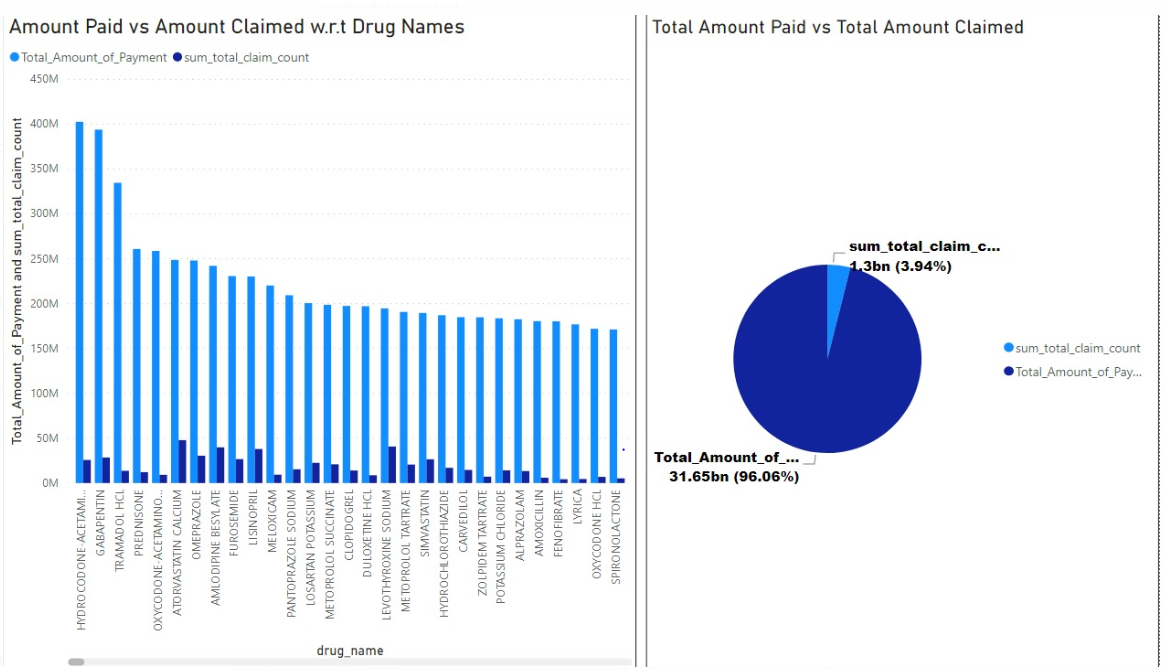 Amount Paid vs Amount Claimed w.r.t Drug Names
Total_Amount_of_Payment sum_total_claim_count
Total_Amount_of_Payment and sum_total_claim_count
450M
400M
350M
300M
250M
200M
150M
100M
50M
0M
HYDROCODONE-ACETAMI...
GABAPENTIN
TRAMADOL HCL
PREDNISONE
OXYCODONE-ACETAMINO...
ATORVASTATIN CALCIUM
OMEPRAZOLE
AMLODIPINE BESYLATE
FUROSEMIDE
LISINOPRIL
MELOXICAM
PANTOPRAZOLE SODIUM
LOSARTAN POTASSIUM
METOPROLOL SUCCINATE
CLOPIDOGREL
DULOXETINE HCL
LEVOTHYROXINE SODIUM
METOPROLOL TARTRATE
SIMVASTATIN
HYDROCHLOROTHIAZIDE
CARVEDILOL
ZOLPIDEM TARTRATE
POTASSIUM CHLORIDE
ALPRAZOLAM
AMOXICILLIN
FENOFIBRATE
LYRICA
OXYCODONE HCL
SPIRONOLACTONE
drug_name
Total Amount Paid vs Total Amount Claimed
sum_total_claim_c...
1.3bn (3.94%)
Total_Amount_of_...
31.65bn (96.06%)
sum_total_claim_count
Total_Amount_of_Pay...